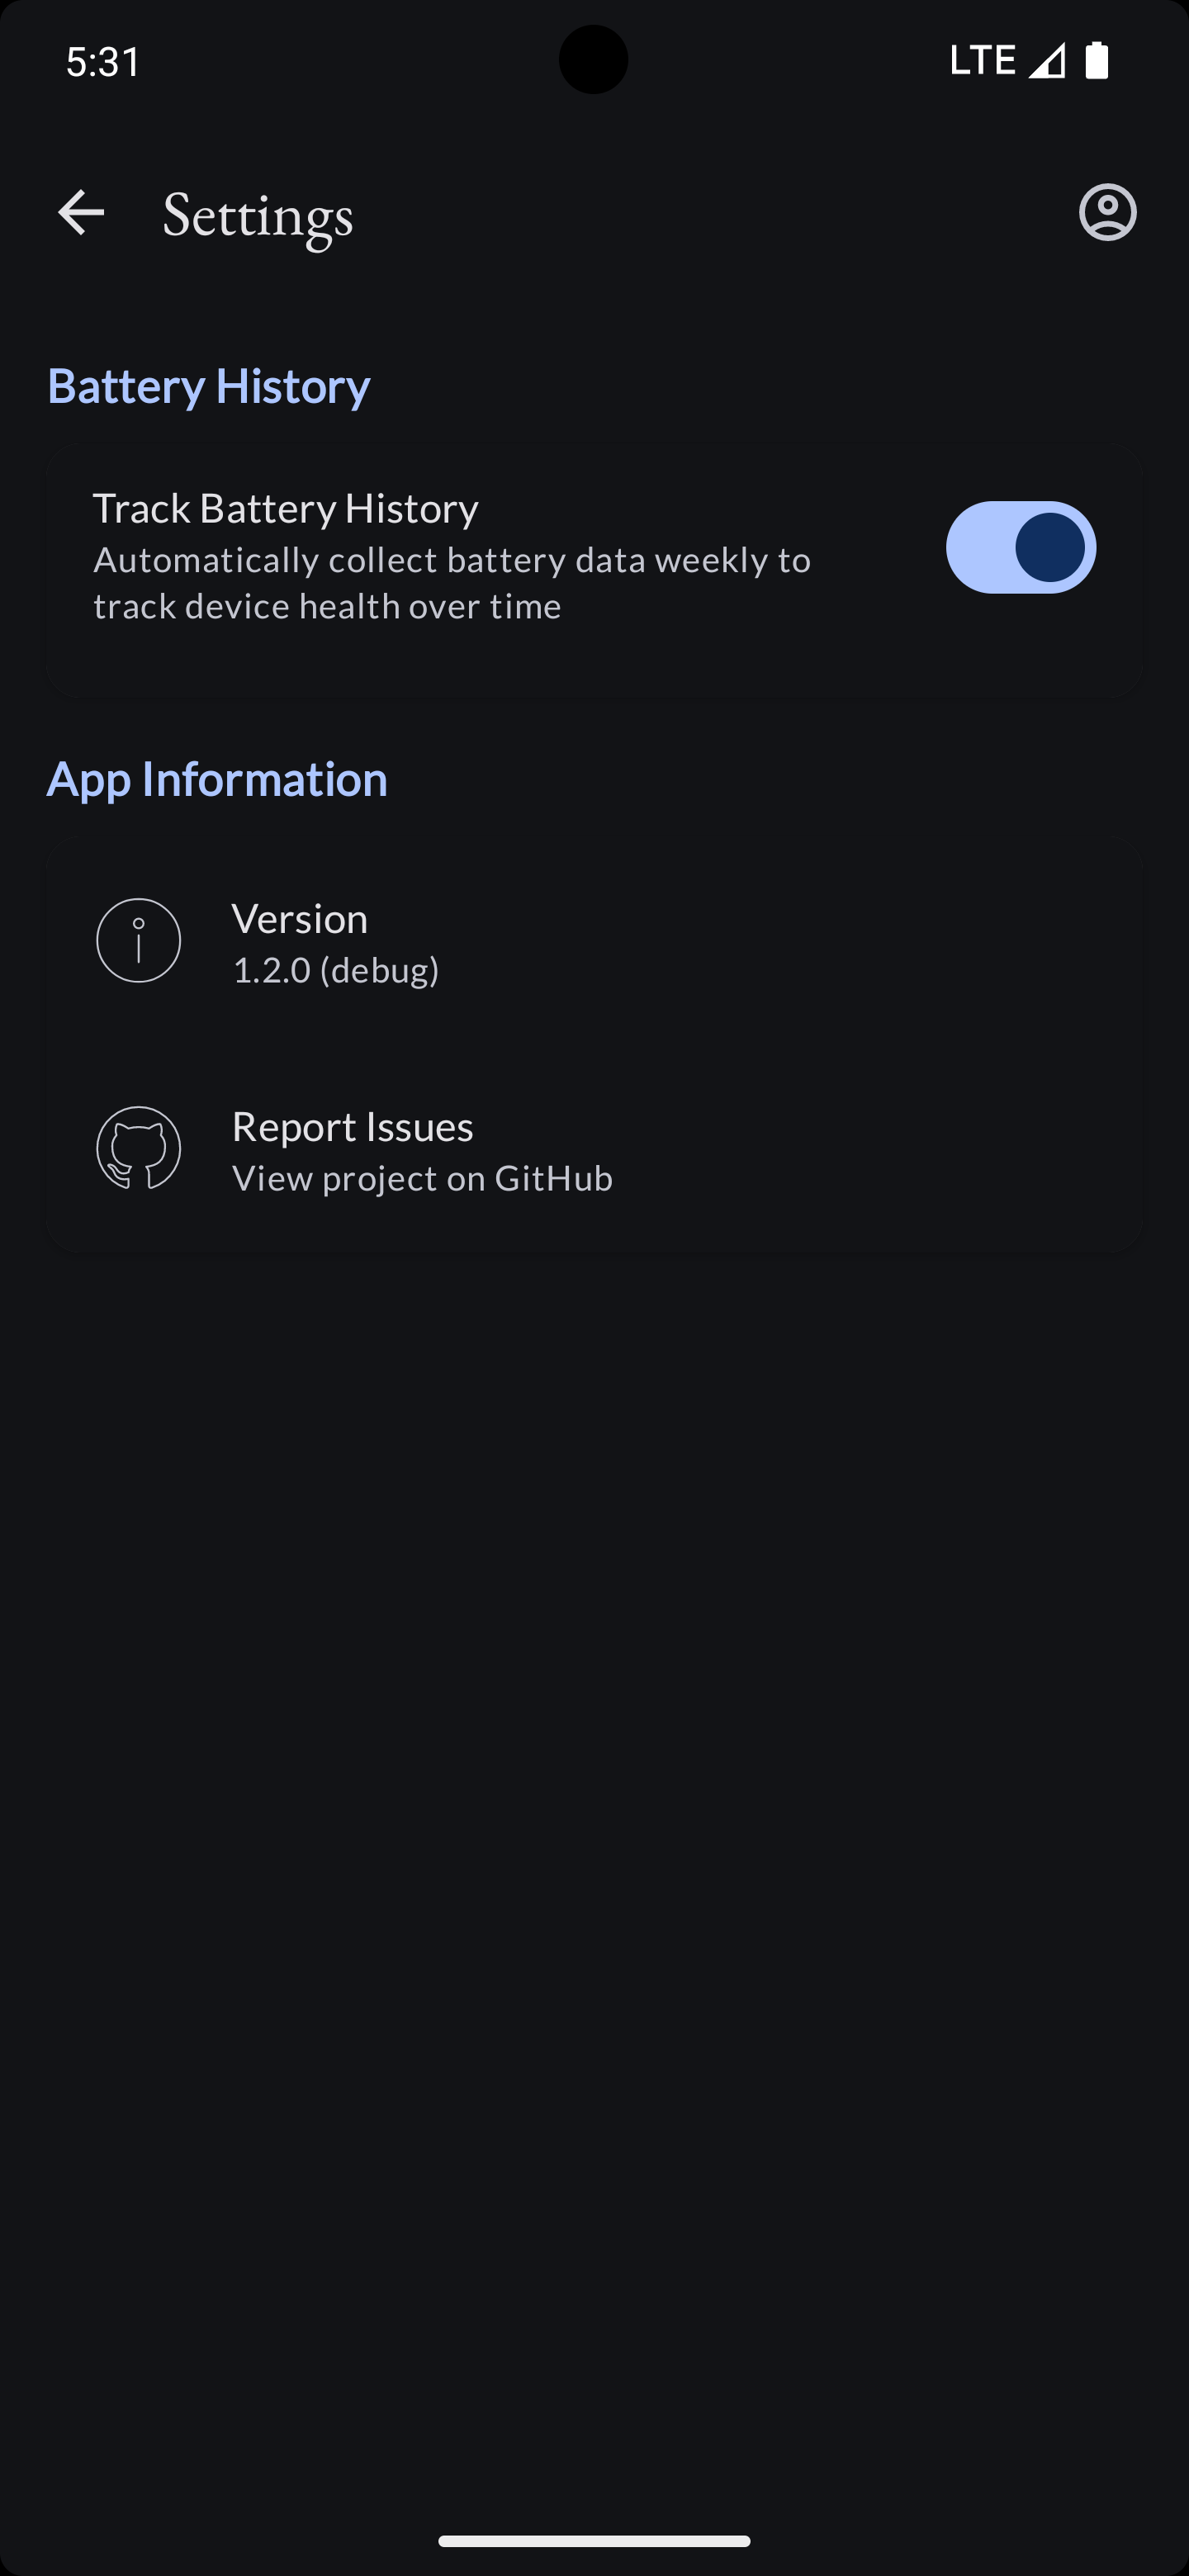 5:31
LTE
Settings
Battery History
Track Battery History
Automatically collect battery data weekly to
track device health over time
App Information
Version
1.2.0 (debug)
Report Issues
View project on GitHub